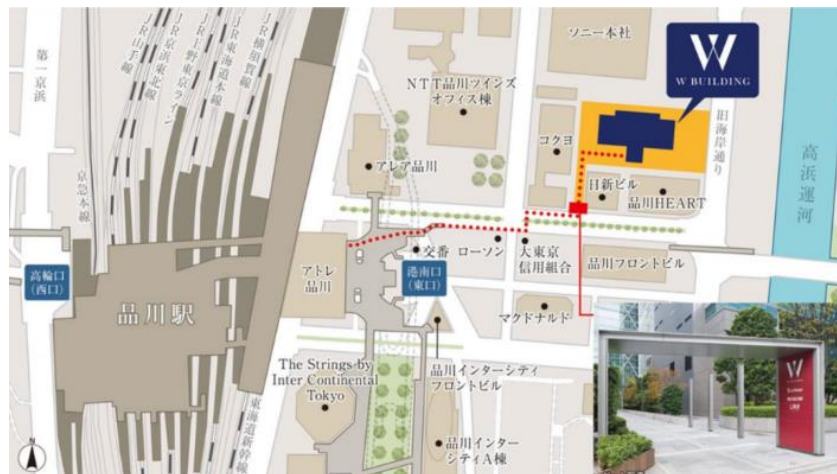 第一京浜
京急本線
JR山手線
JR京浜東北線
JR上野東京ライン
JR東海道本線
JR横須賀線
ソニー本社
W
W BUILDING
NTT品川ツインズ
オフィス棟
コクヨ
旧海岸通り
高浜運河
アレア品川
日新ビル
品川HEART
高輪口
(西口)
品川駅
アトレ
品川
交番
港南口
(東口)
ローソン
大東京
信用組合
品川フロントビル
マクドナルド
The Strings by
Inter Continental
Tokyo
品川インターシティ
フロントビル
東海道新幹線
品川インター
シティA棟
N
W